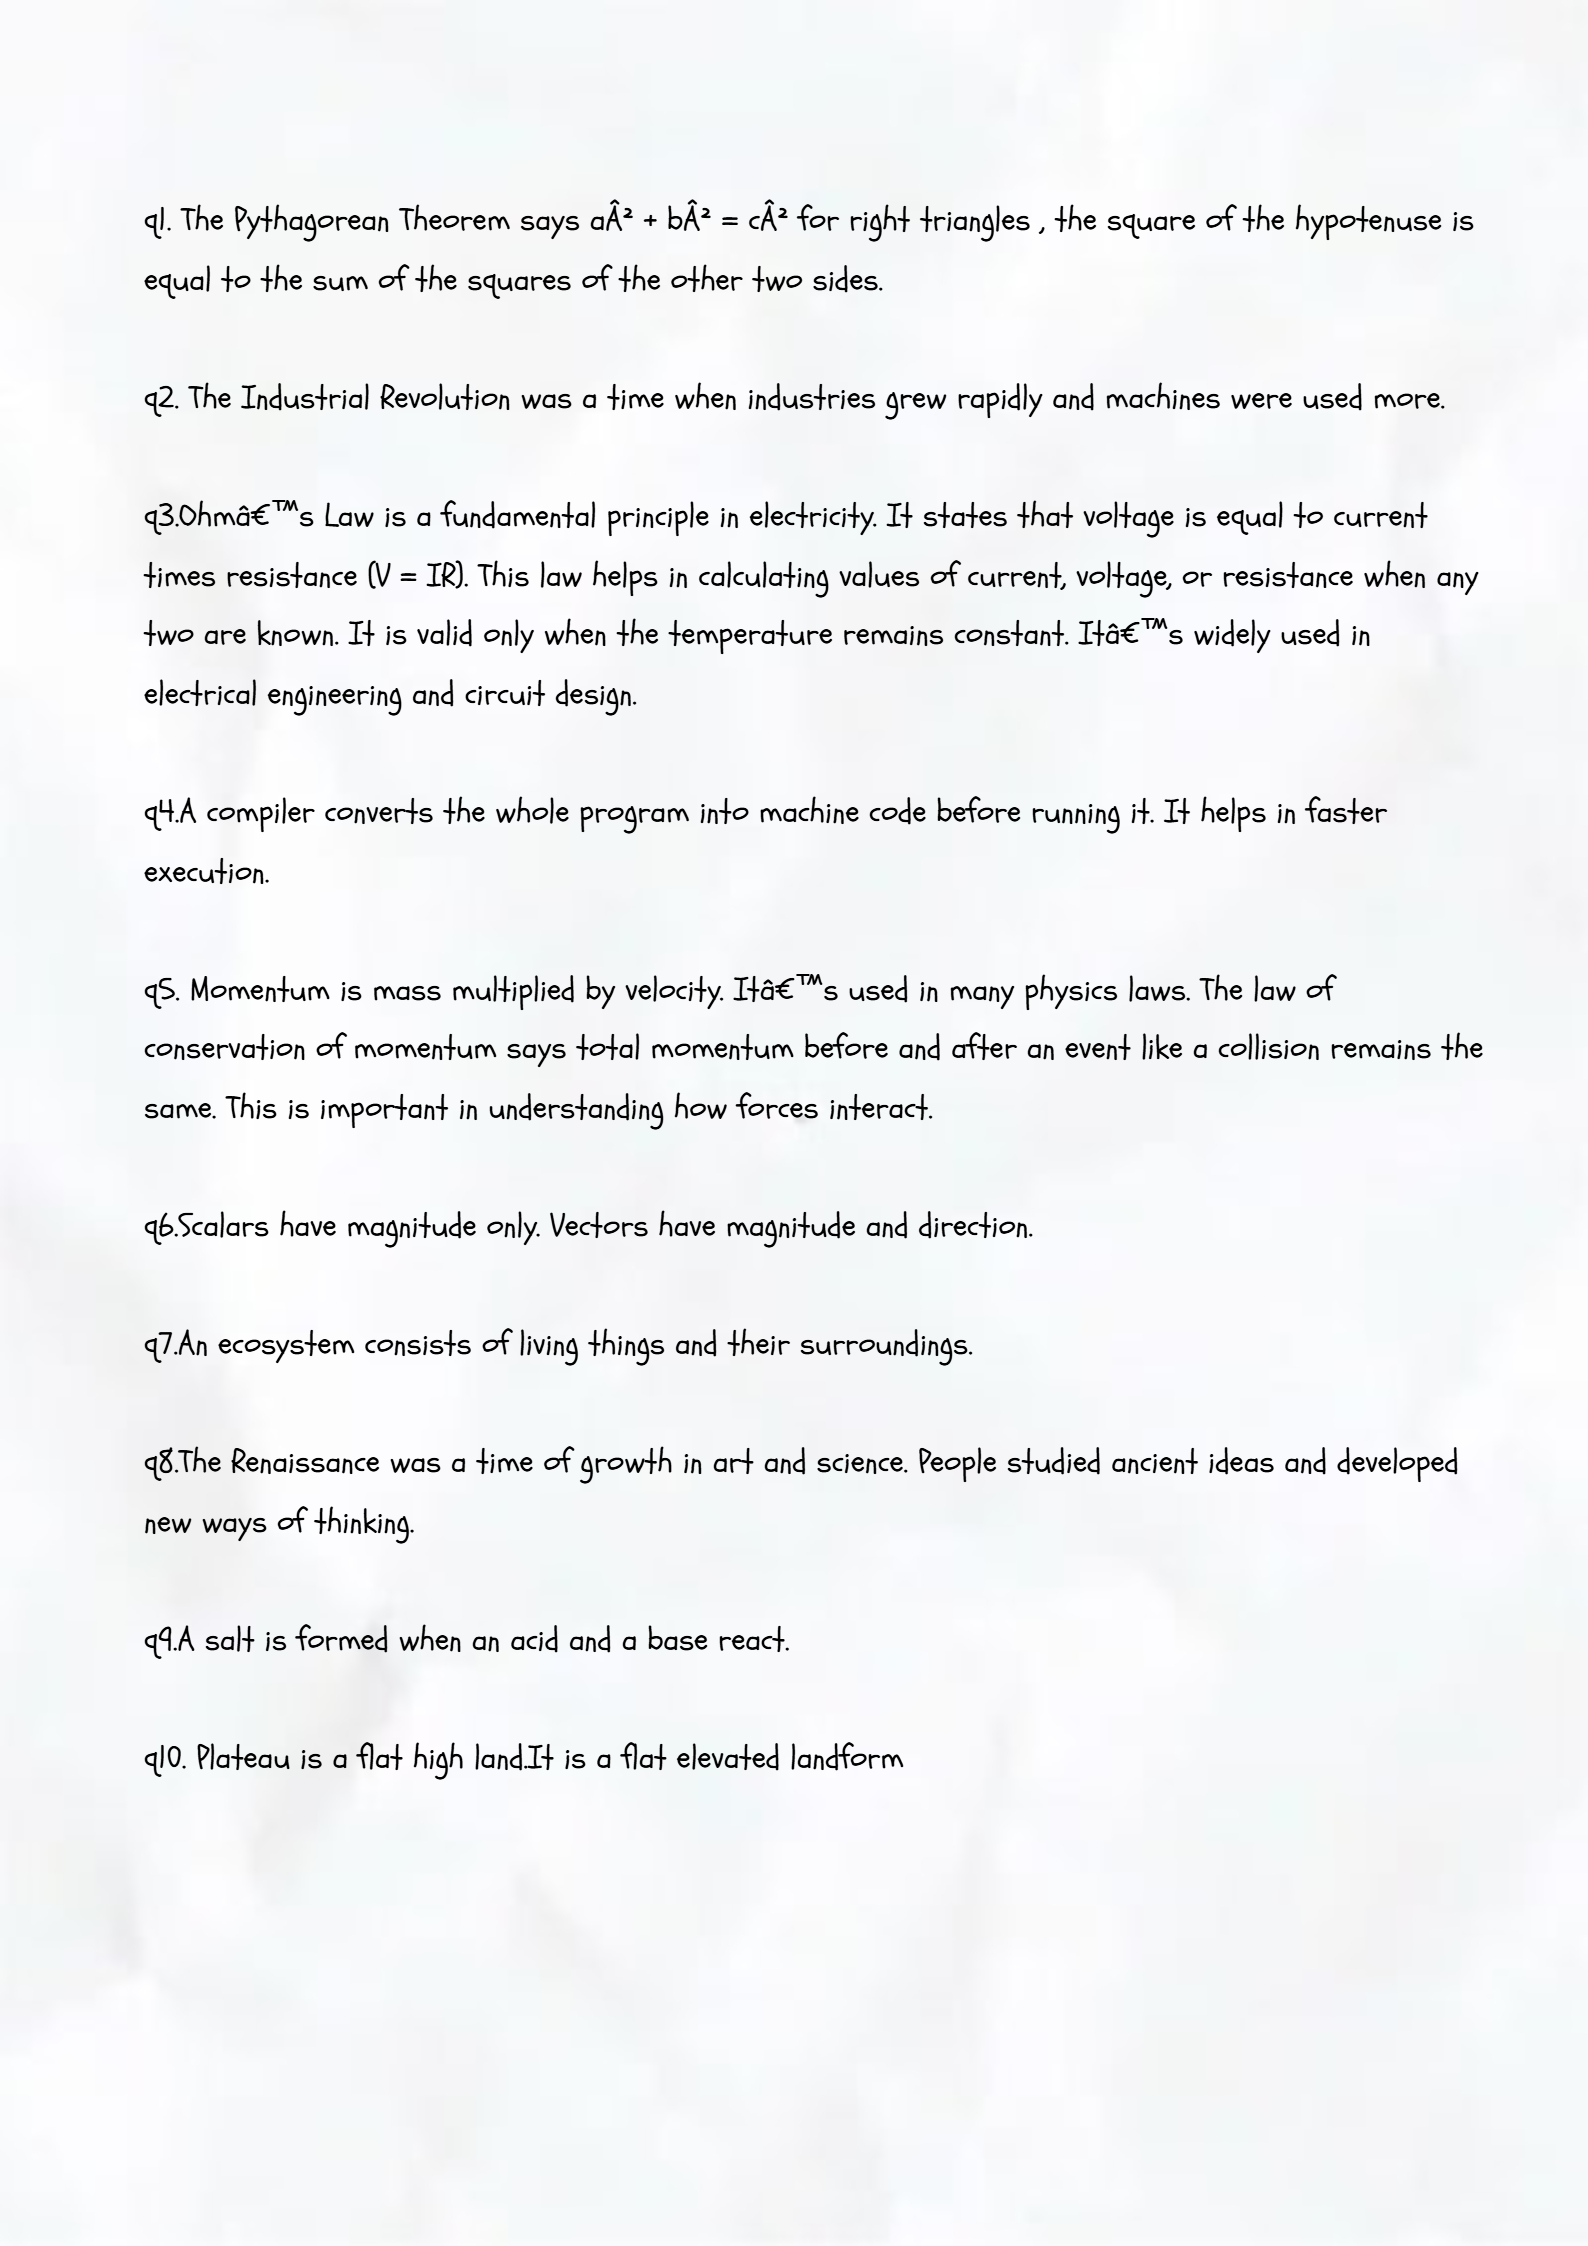 q1. The Pythagorean Theorem says aÂ² + bÂ² = cÂ² for right triangles , the square of the hypotenuse is
equal to the sum of the squares of the other two sides.
q2. The Industrial Revolution was a time when industries grew rapidly and machines were used more.
q3.Ohmâ€™s Law is a fundamental principle in electricity. It states that voltage is equal to current
times resistance (V = IR). This law helps in calculating values of current, voltage, or resistance when any
two are known. It is valid only when the temperature remains constant. Itâ€™s widely used in
electrical engineering and circuit design.
q4.A compiler converts the whole program into machine code before running it. It helps in faster
execution.
q5. Momentum is mass multiplied by velocity. Itâ€™s used in many physics laws. The law of
conservation of momentum says total momentum before and after an event like a collision remains the
same. This is important in understanding how forces interact.
q6.Scalars have magnitude only. Vectors have magnitude and direction.
q7.An ecosystem consists of living things and their surroundings.
q8.The Renaissance was a time of growth in art and science. People studied ancient ideas and developed
new ways of thinking.
q9.A salt is formed when an acid and a base react.
q10. Plateau is a flat high land.It is a flat elevated landform